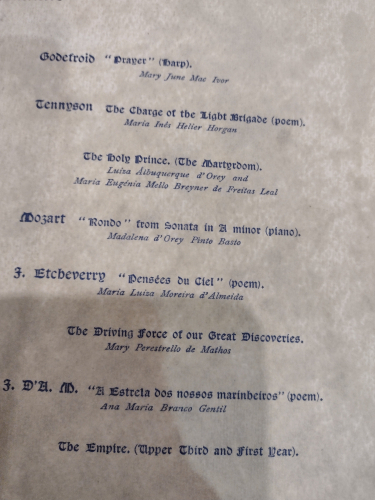 Godefroid "Prayer" (Harp).
Mary June Mac Ivor
Tennyson The Charge of the Light Brigade (poem).
Maria Inês Helier Horgan
The Holy Prince. (The Martyrdom).
Luiza Albuquerque d'Orey and
Maria Eugénia Mello Breyner de Freitas Leal
Mozart "Rondo" from Sonata in A minor (piano).
Madalena d'Orey Pinto Basto
J. Etcheverry "Pensées du Ciel" (poem).
Maria Luiza Moreira d'Almeida
The Driving Force of our Great Discoveries.
Mary Perestrello de Mathos
J. D'A. M. "A Estrela dos nossos marinheiros" (poem).
Ana Maria Branco Gentil
The Empire. (Upper Third and First Year).